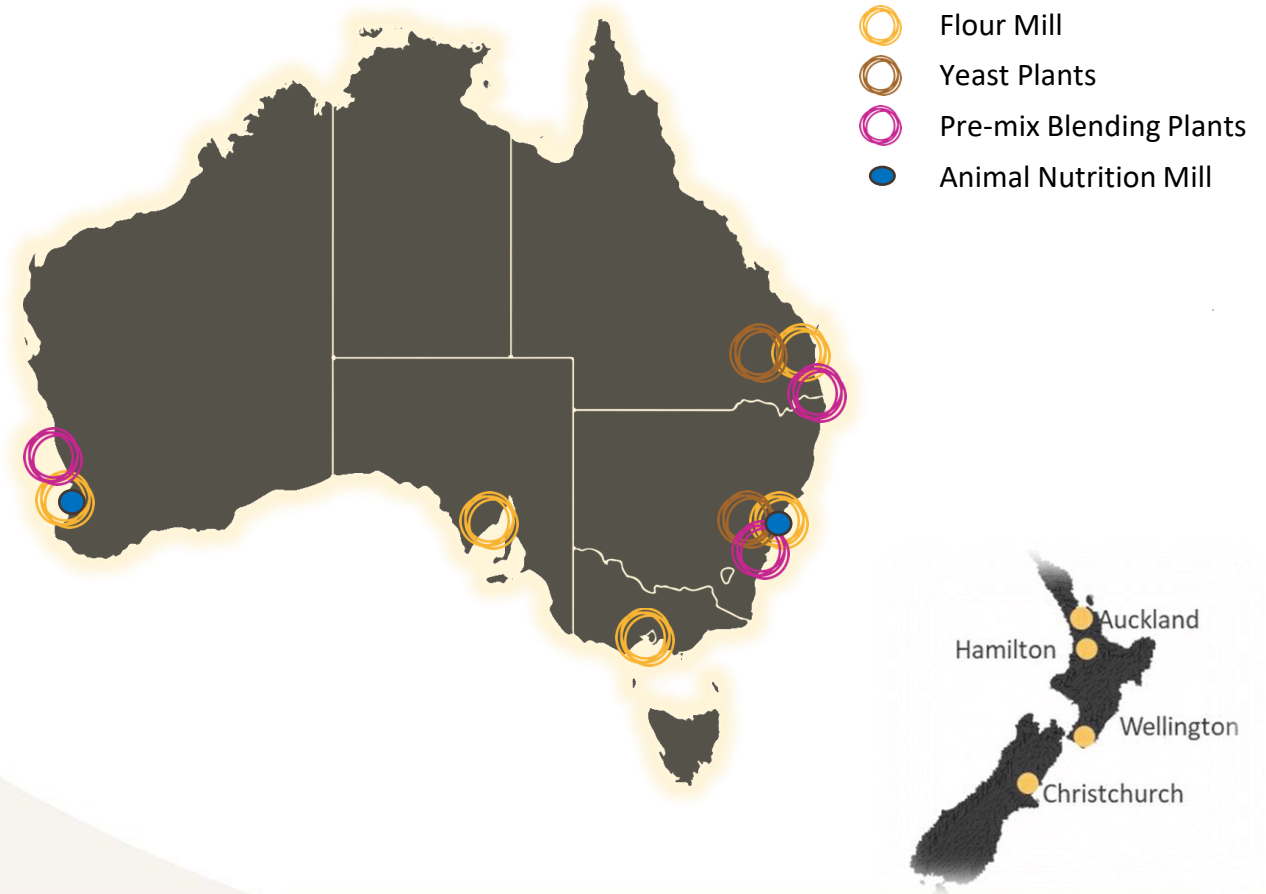 Flour Mill
Yeast Plants
Pre-mix Blending Plants
Animal Nutrition Mill
Auckland
Hamilton
Wellington
Christchurch